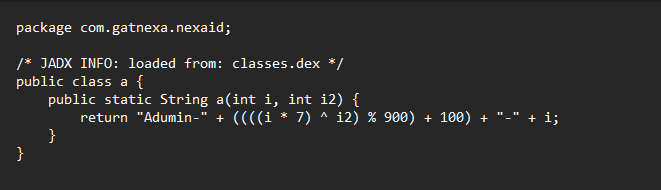 package com.gatnexa.nexaid;
/* JADX INFO: loaded from: classes.dex */
public class a {
public static String a(int i, int i2) {
return "Adumin-" + ((((i * 7) ^ i2) % 900) + 100) + "-" + i;
}
}